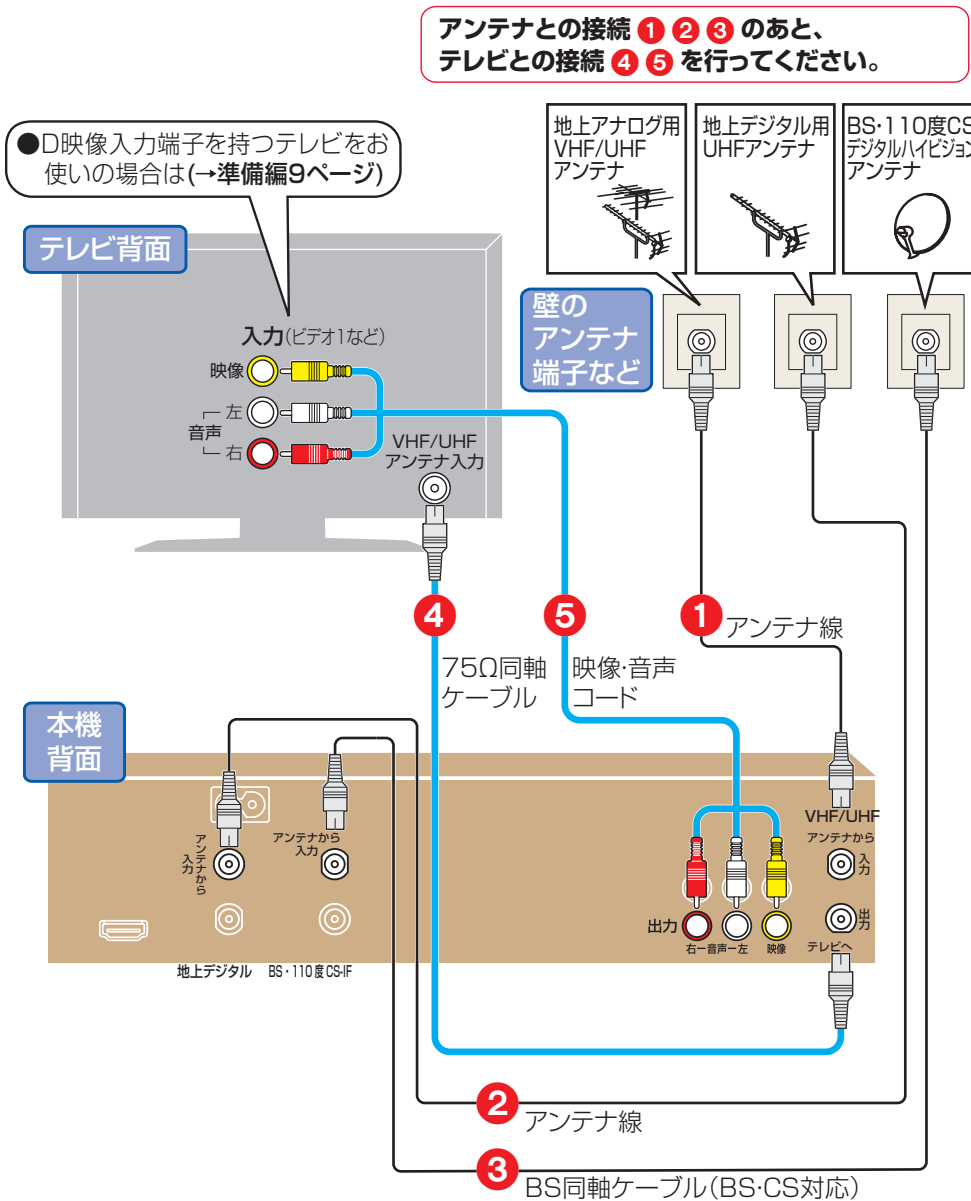 アンテナとの接続 1 2 3 のあと、
テレビとの接続 4 5 を行ってください。
●D映像入力端子を持つテレビをお
使いの場合は(→準備編9ページ)
地上アナログ用
VHF/UHF
アンテナ
地上デジタル用
UHFアンテナ
BS・110度CS
デジタルハイビジョン
アンテナ
テレビ背面
壁の
アンテナ
端子など
入力(ビデオ1など)
映像
左
音声
右
VHF/UHF
アンテナ入力
4
5
1
アンテナ線
75Ω同軸
ケーブル
映像・音声
コード
本機
背面
アンテナから
入力
アンテナから
入力
VHF/UHF
アンテナから
入力
出力
右ー音声ー左
映像
出力
テレビへ
地上デジタル
BS・110度CS-IF
2
アンテナ線
3
BS同軸ケーブル(BS・CS対応)